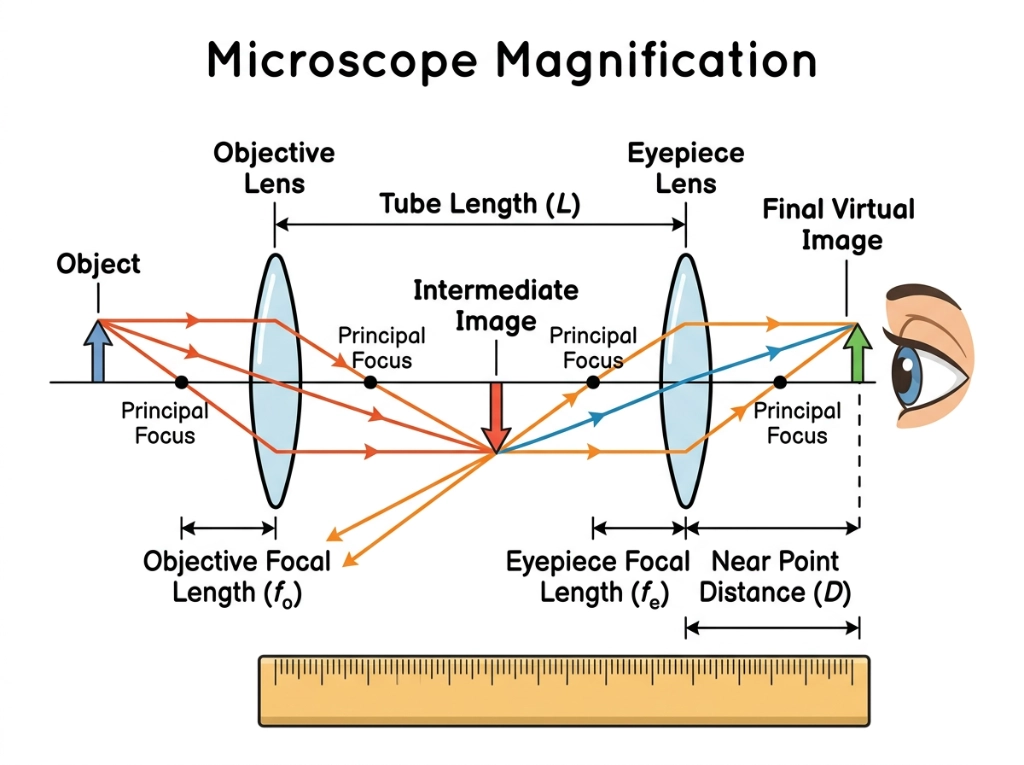 Microscope Magnification
Objective
Lens
Eyepiece
Lens
Tube Length (L)
Final Virtual
Image
Object
Intermediate
Image
Principal
Focus
Principal
Focus
Principal
Focus
Principal
Focus
Objective Focal
Length (fo)
Eyepiece Focal
Length (fe)
Near Point
Distance (D)